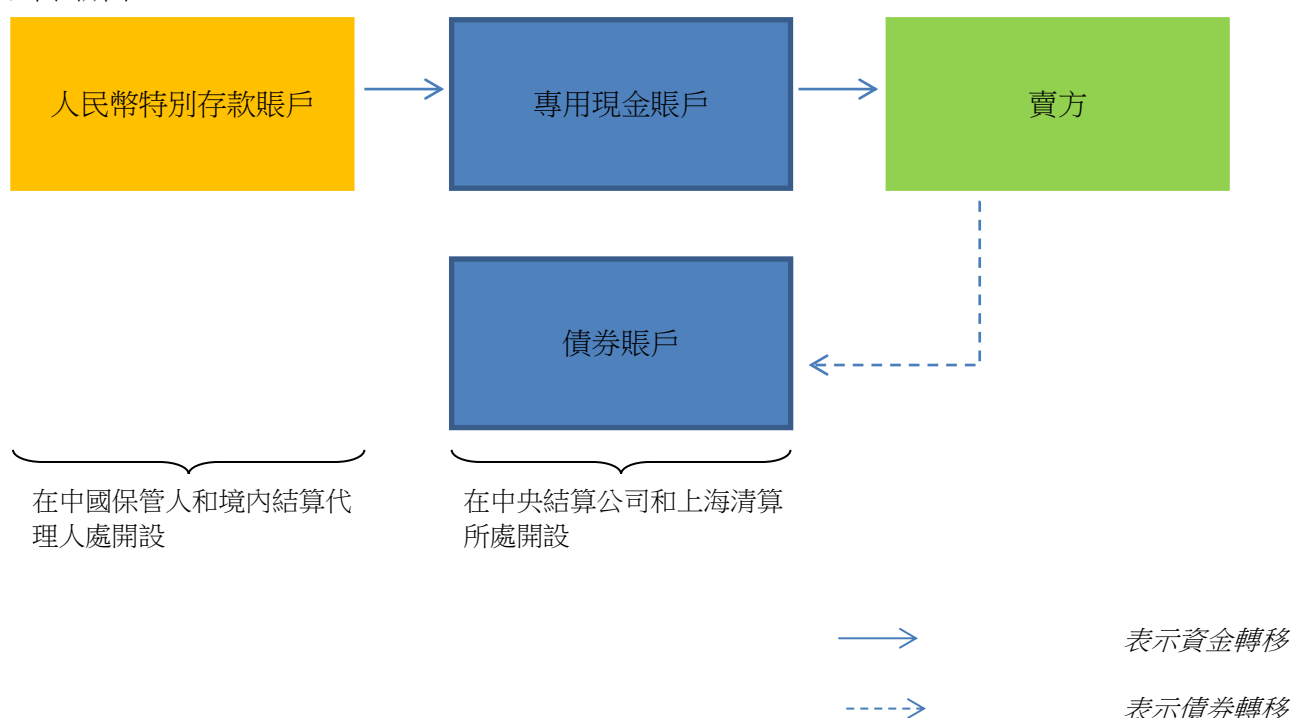 人民幣特別存款賬戶
專用現金賬戶
賣方
債券賬戶
在中國保管人和境內結算代
理人處開設
在中央結算公司和上海清算
所處開設
表示資金轉移
表示債券轉移